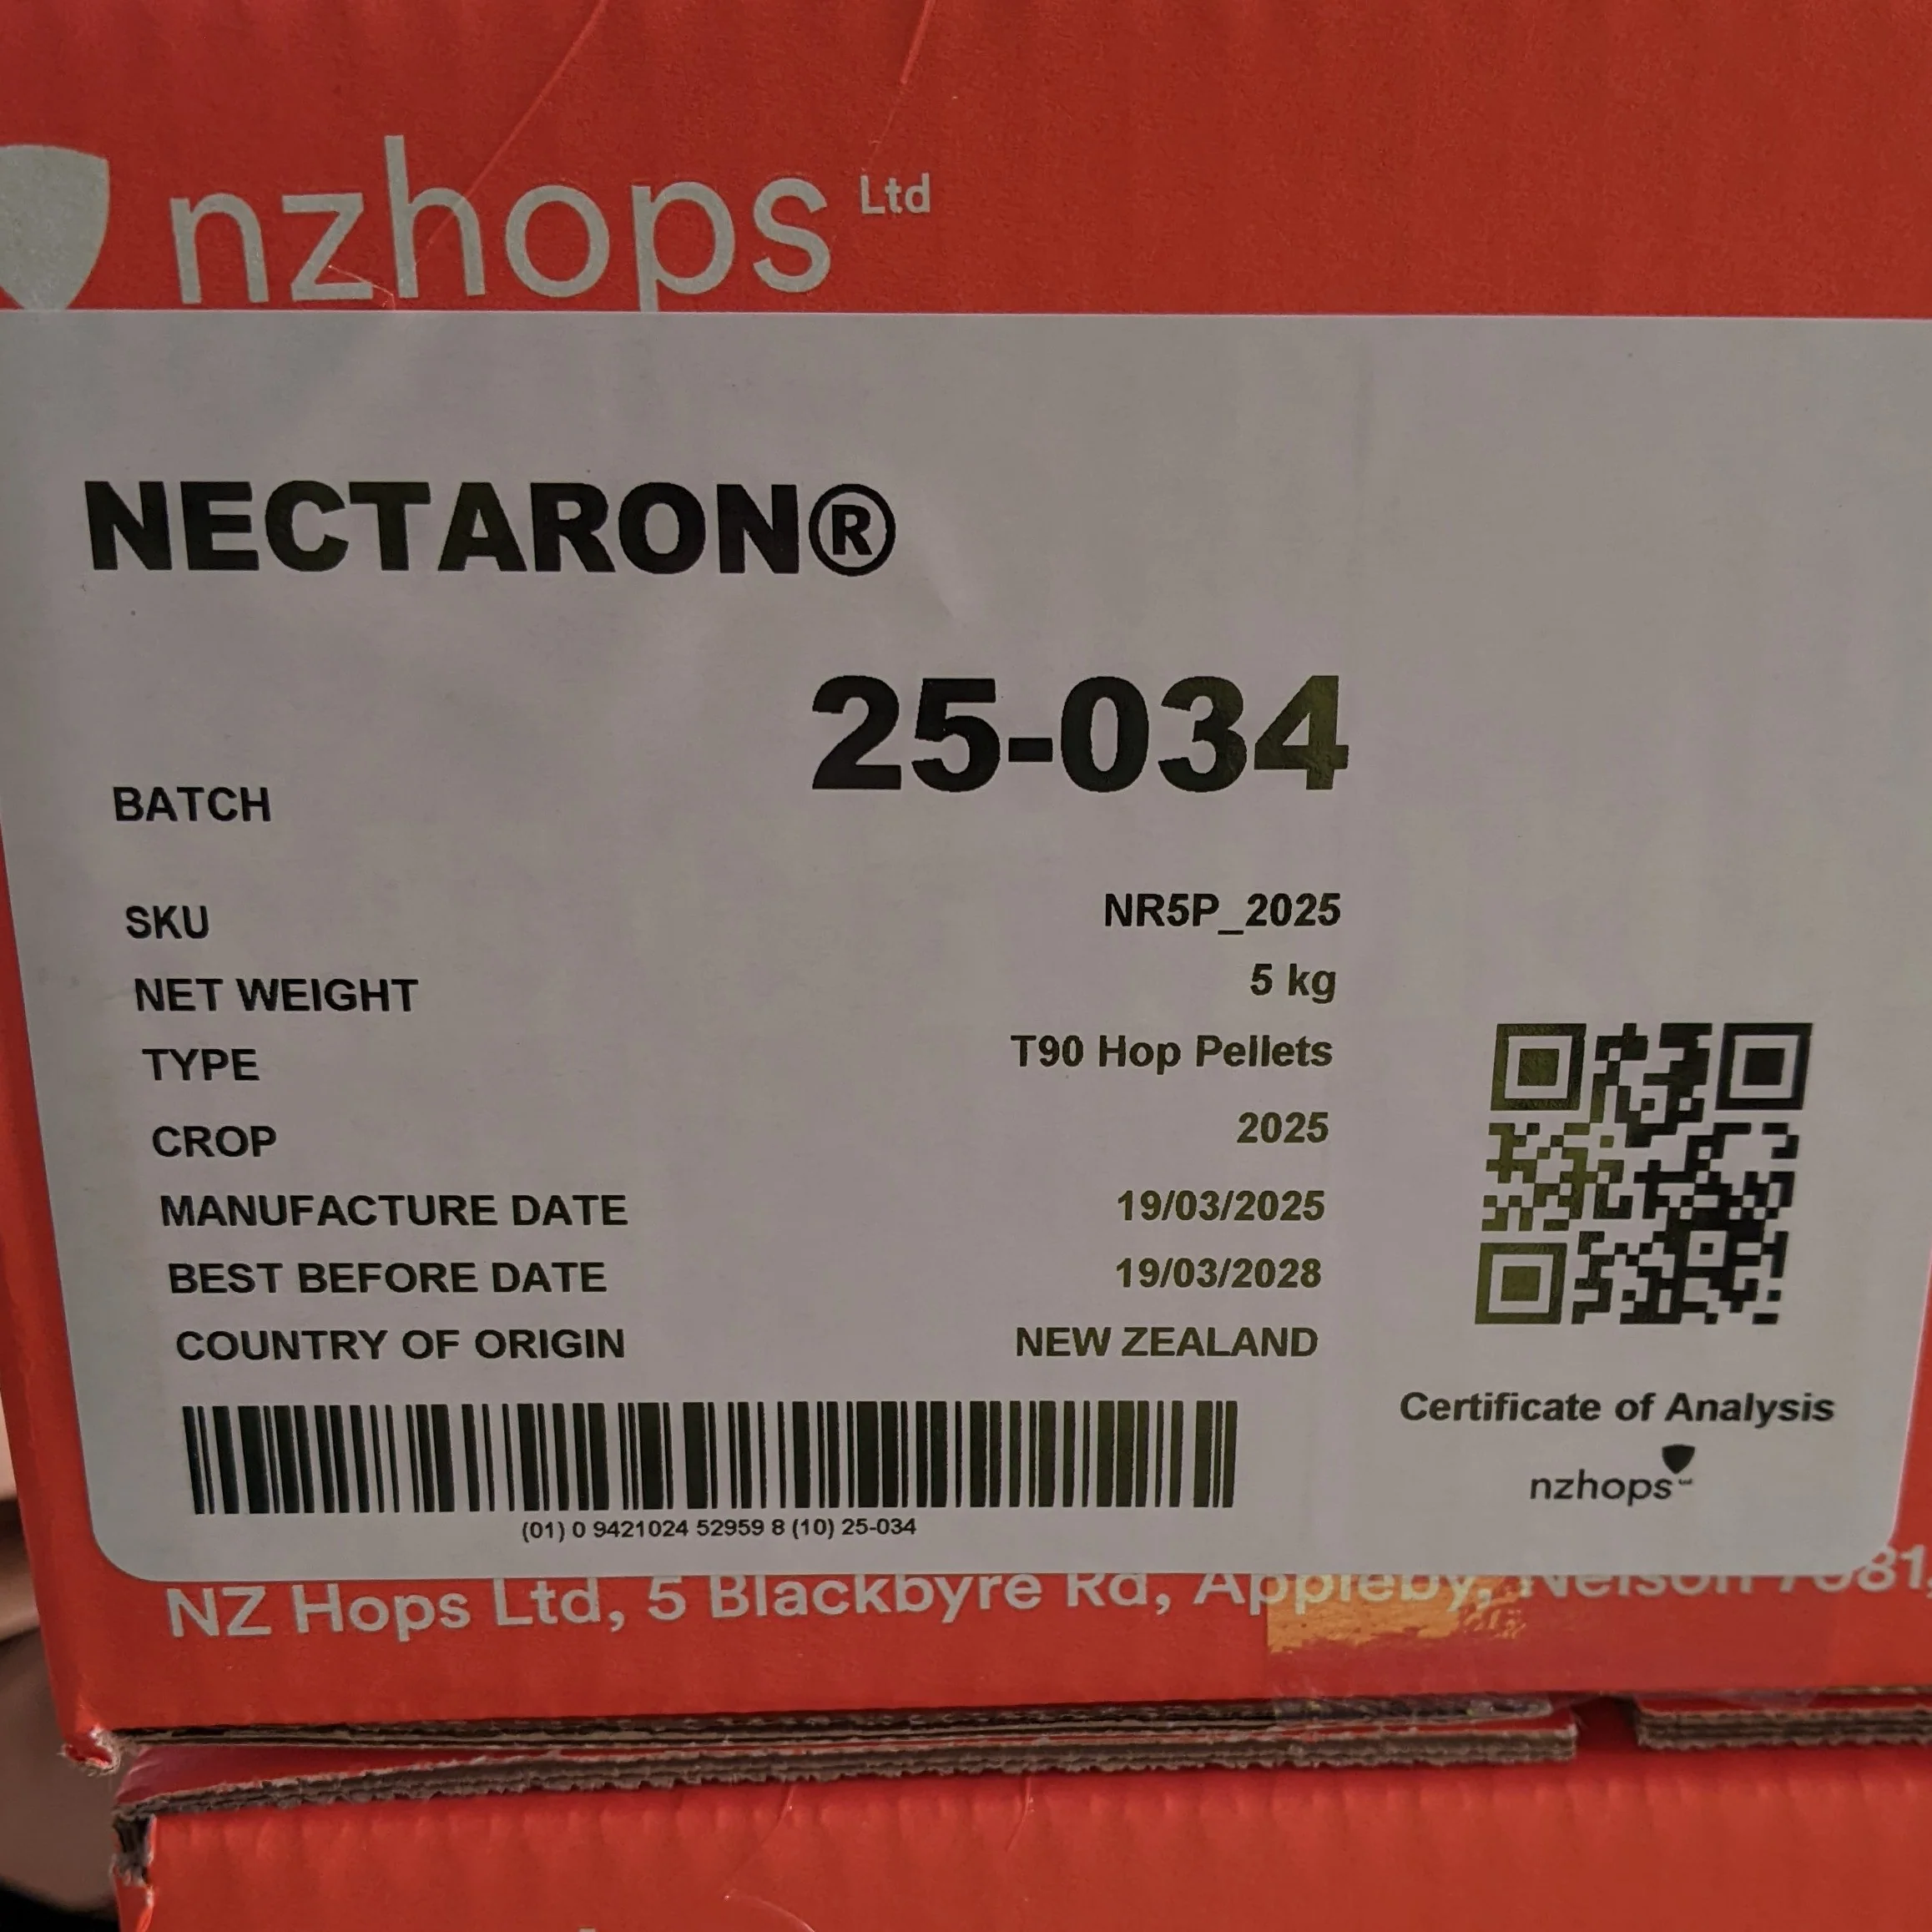 nzhops Ltd
NECTARON®
BATCH 25-034
SKU NR5P_2025
NET WEIGHT 5 kg
TYPE T90 Hop Pellets
CROP 2025
MANUFACTURE DATE 19/03/2025
BEST BEFORE DATE 19/03/2028
COUNTRY OF ORIGIN NEW ZEALAND
(01) 0 9421024 52959 8 (10) 25-034
Certificate of Analysis
nzhops Ltd
NZ Hops Ltd, 5 Blackbyre Rd, Appleby, Nelson